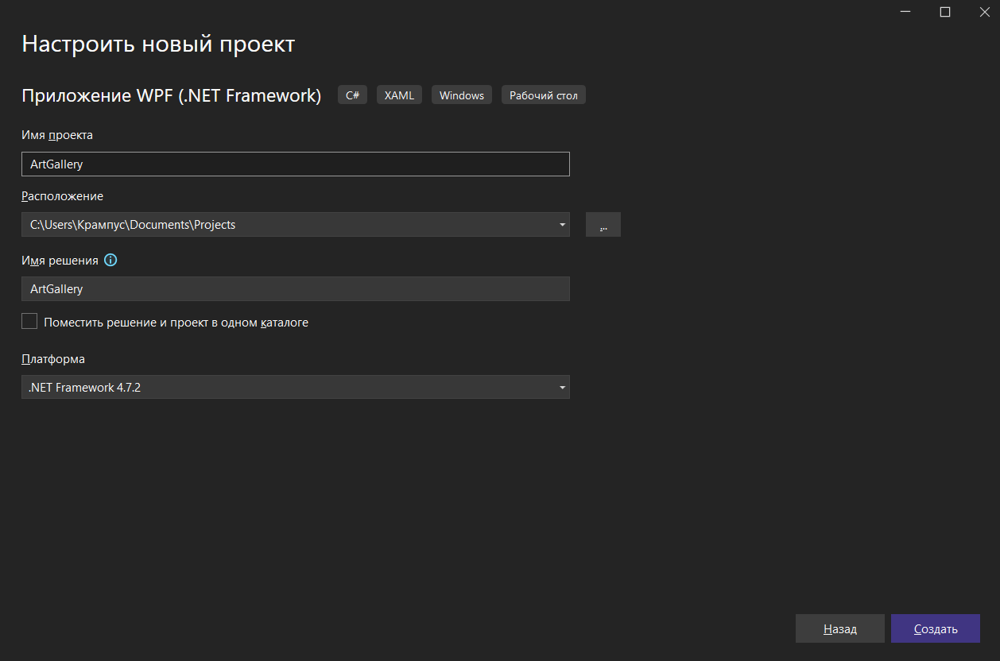 Настроить новый проект
Приложение WPF (.NET Framework) C# XAML Windows Рабочий стол
Имя проекта
ArtGallery
Расположение
C:\Users\Крампус\Documents\Projects
...
Имя решения
ArtGallery
Поместить решение и проект в одном каталоге
Платформа
.NET Framework 4.7.2
Назад Создать